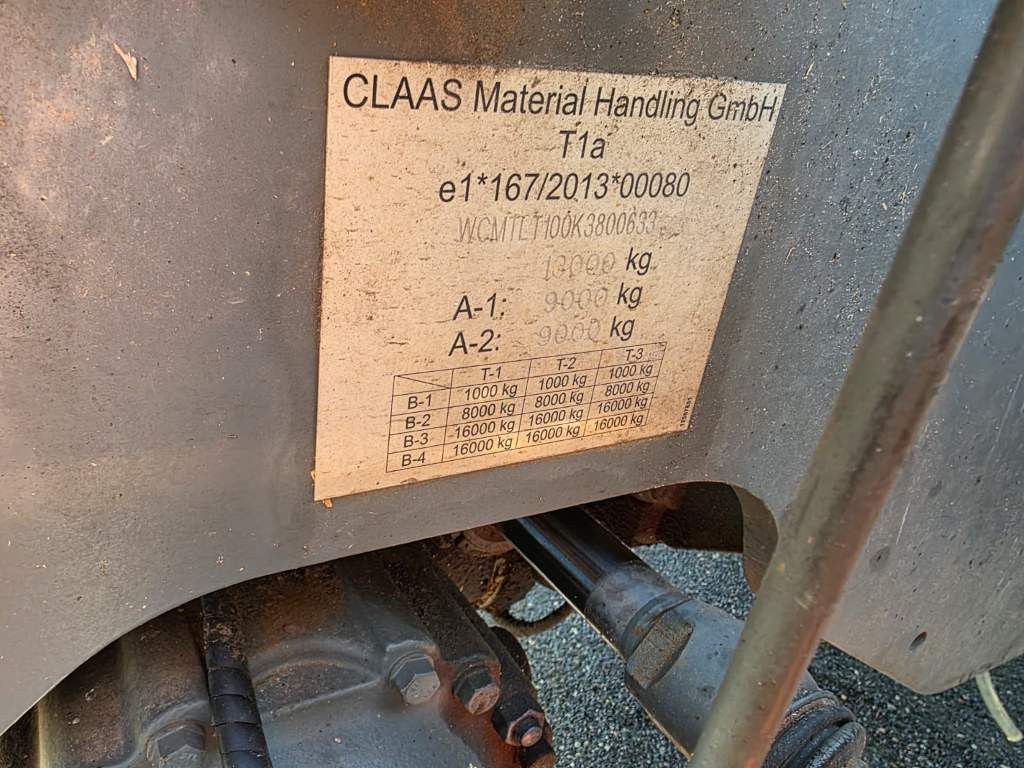 CLAAS Material Handling GmbH
T1a
e1*167/2013*00080
WCMTLT100K3800633
13000 kg
A-1: 9000 kg
A-2: 9000 kg
T-1 T-2 T-3
B-1 1000 kg 1000 kg 1000 kg
B-2 8000 kg 8000 kg 8000 kg
B-3 16000 kg 16000 kg 16000 kg
B-4 16000 kg 16000 kg 16000 kg